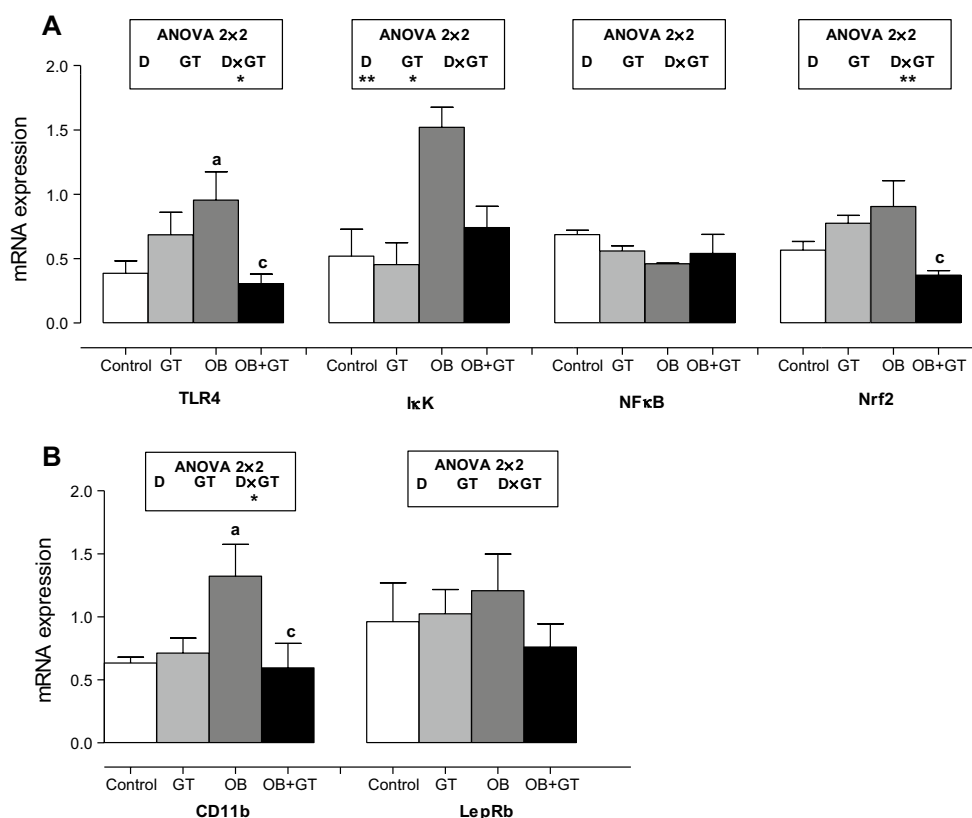 A
ANOVA 2×2 ANOVA 2×2 ANOVA 2×2 ANOVA 2×2
D GT D×GT D GT D×GT D GT D×GT D GT D×GT
* ** * **
mRNA expression
2.0
1.5
1.0
0.5
0.0
a
c
c
Control GT OB OB+GT Control GT OB OB+GT Control GT OB OB+GT Control GT OB OB+GT
TLR4 IκK NFκB Nrf2
B
ANOVA 2×2 ANOVA 2×2
D GT D×GT D GT D×GT
*
mRNA expression
2.0
1.5
1.0
0.5
0.0
a
c
Control GT OB OB+GT Control GT OB OB+GT
CD11b LepRb